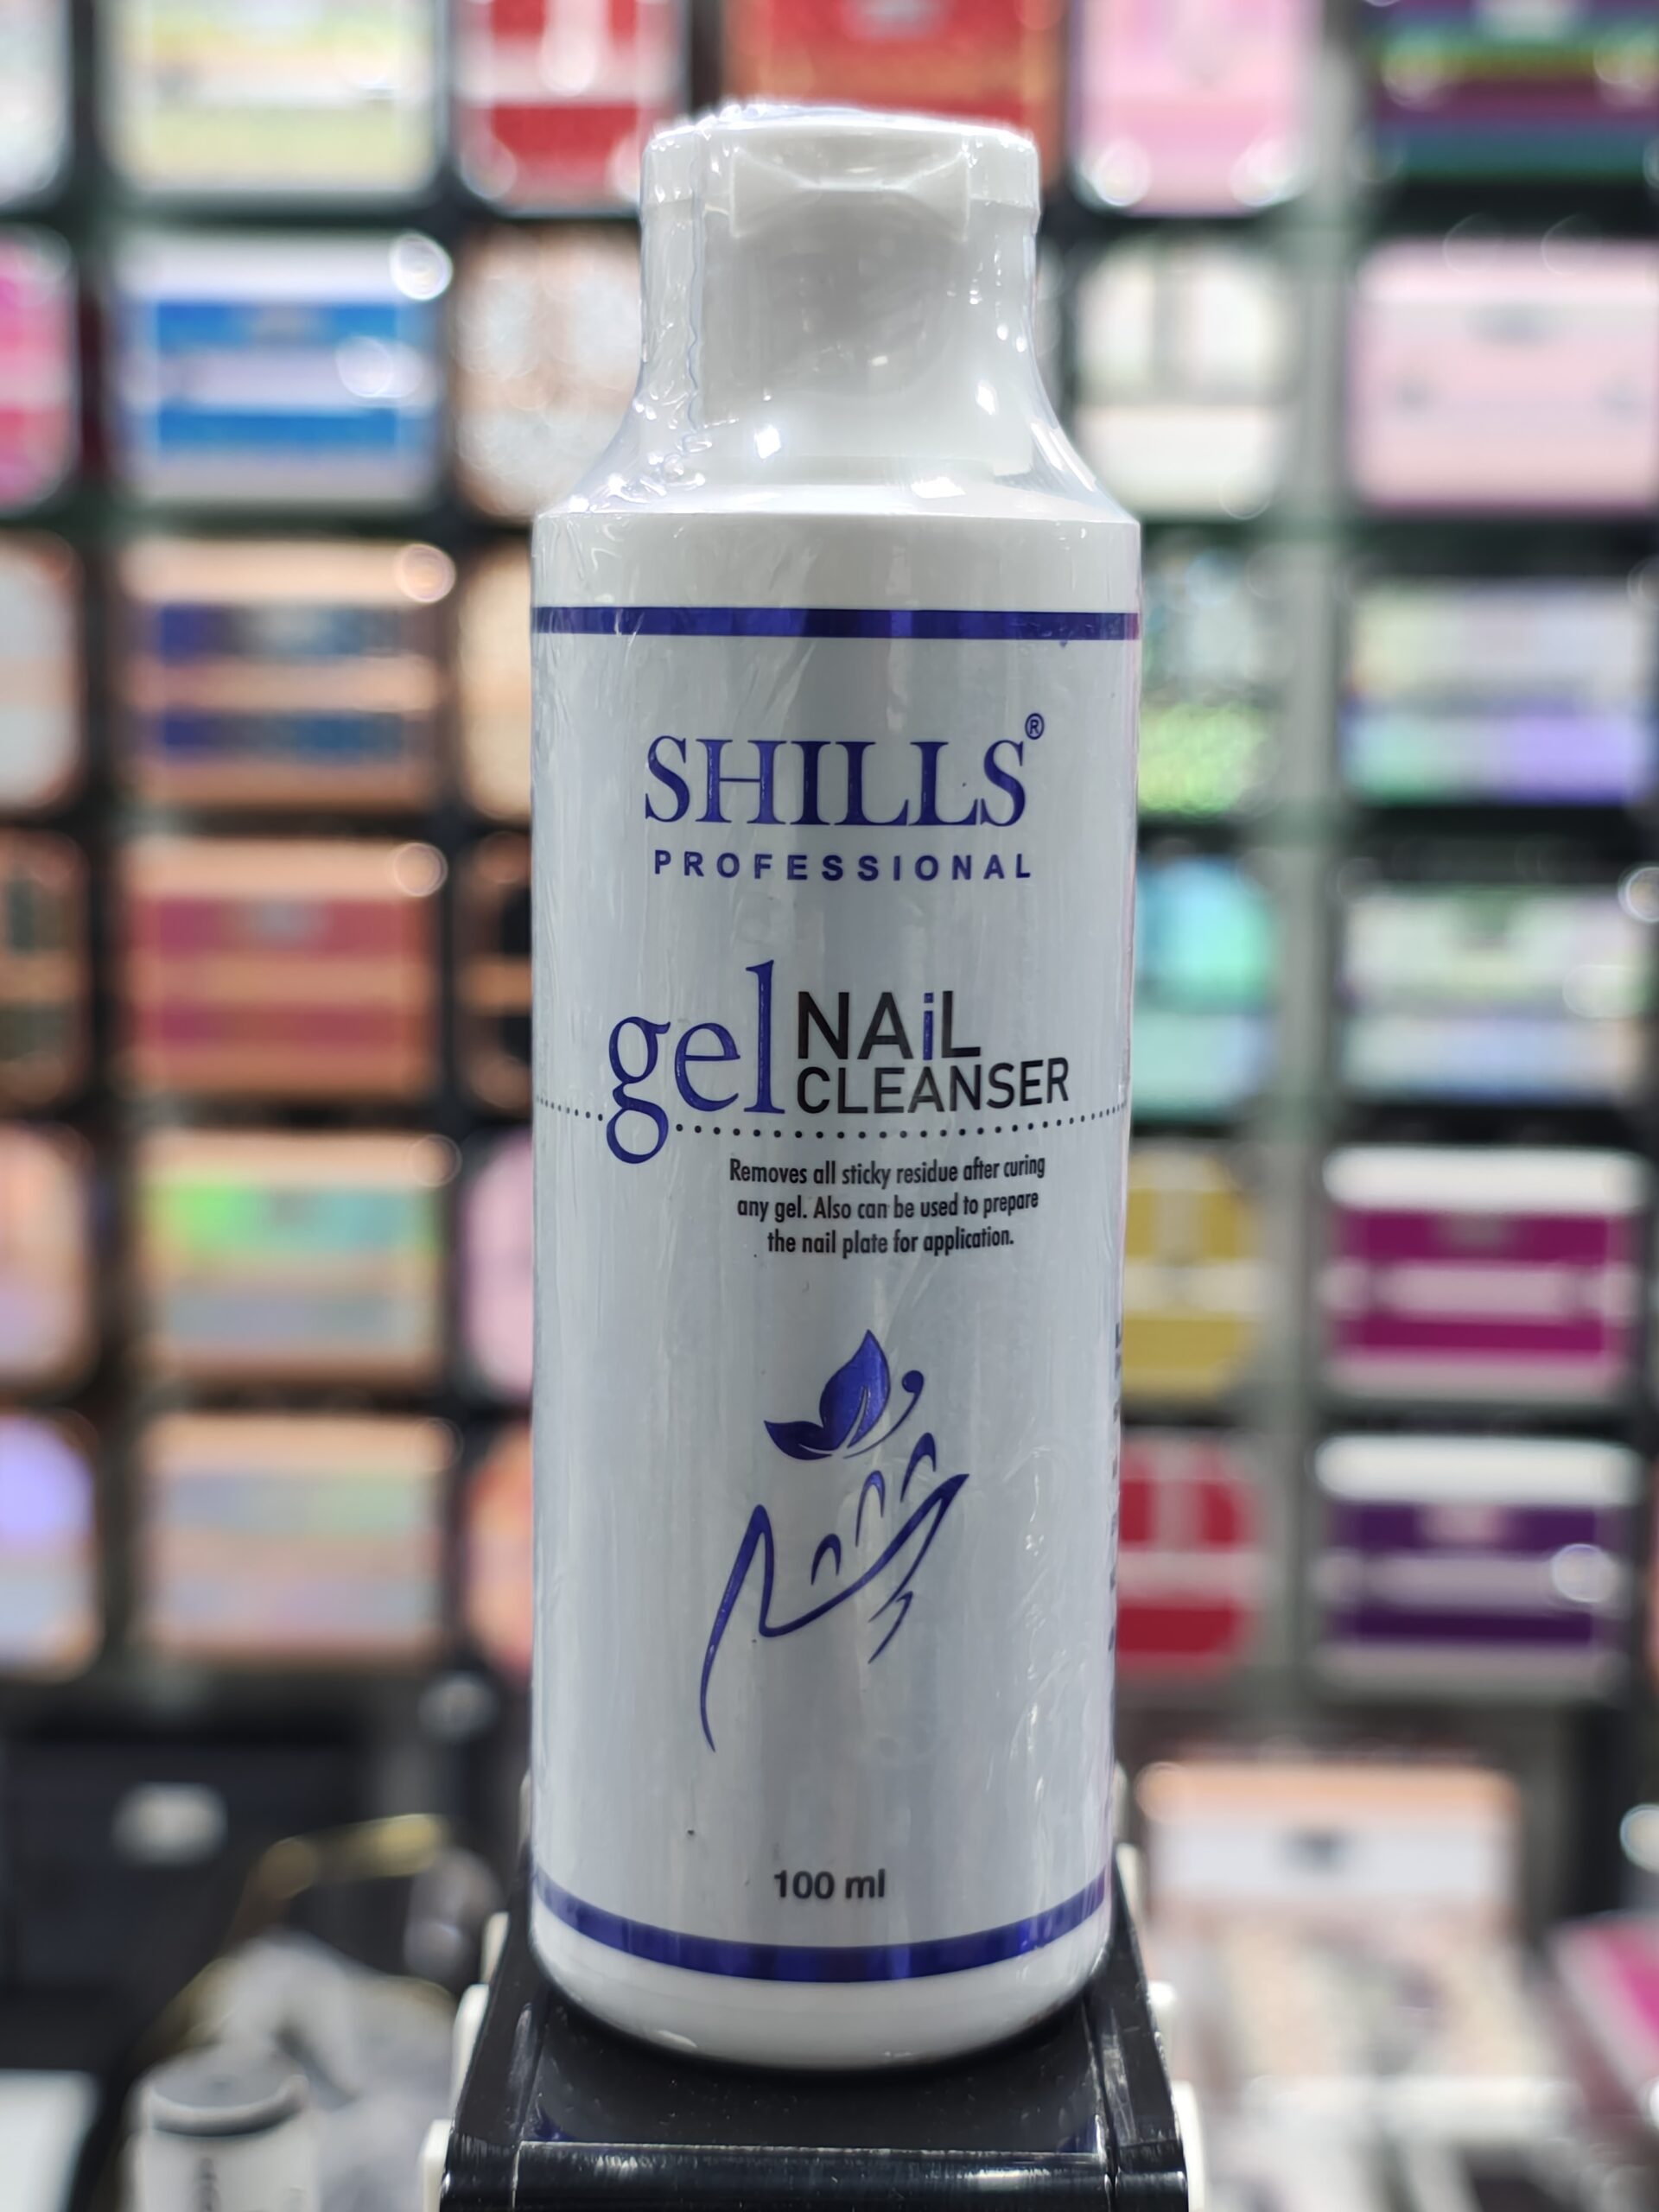 SHILLS®
PROFESSIONAL
gel NAiL
CLEANSER
Removes all sticky residue after curing
any gel. Also can be used to prepare
the nail plate for application.
100 ml